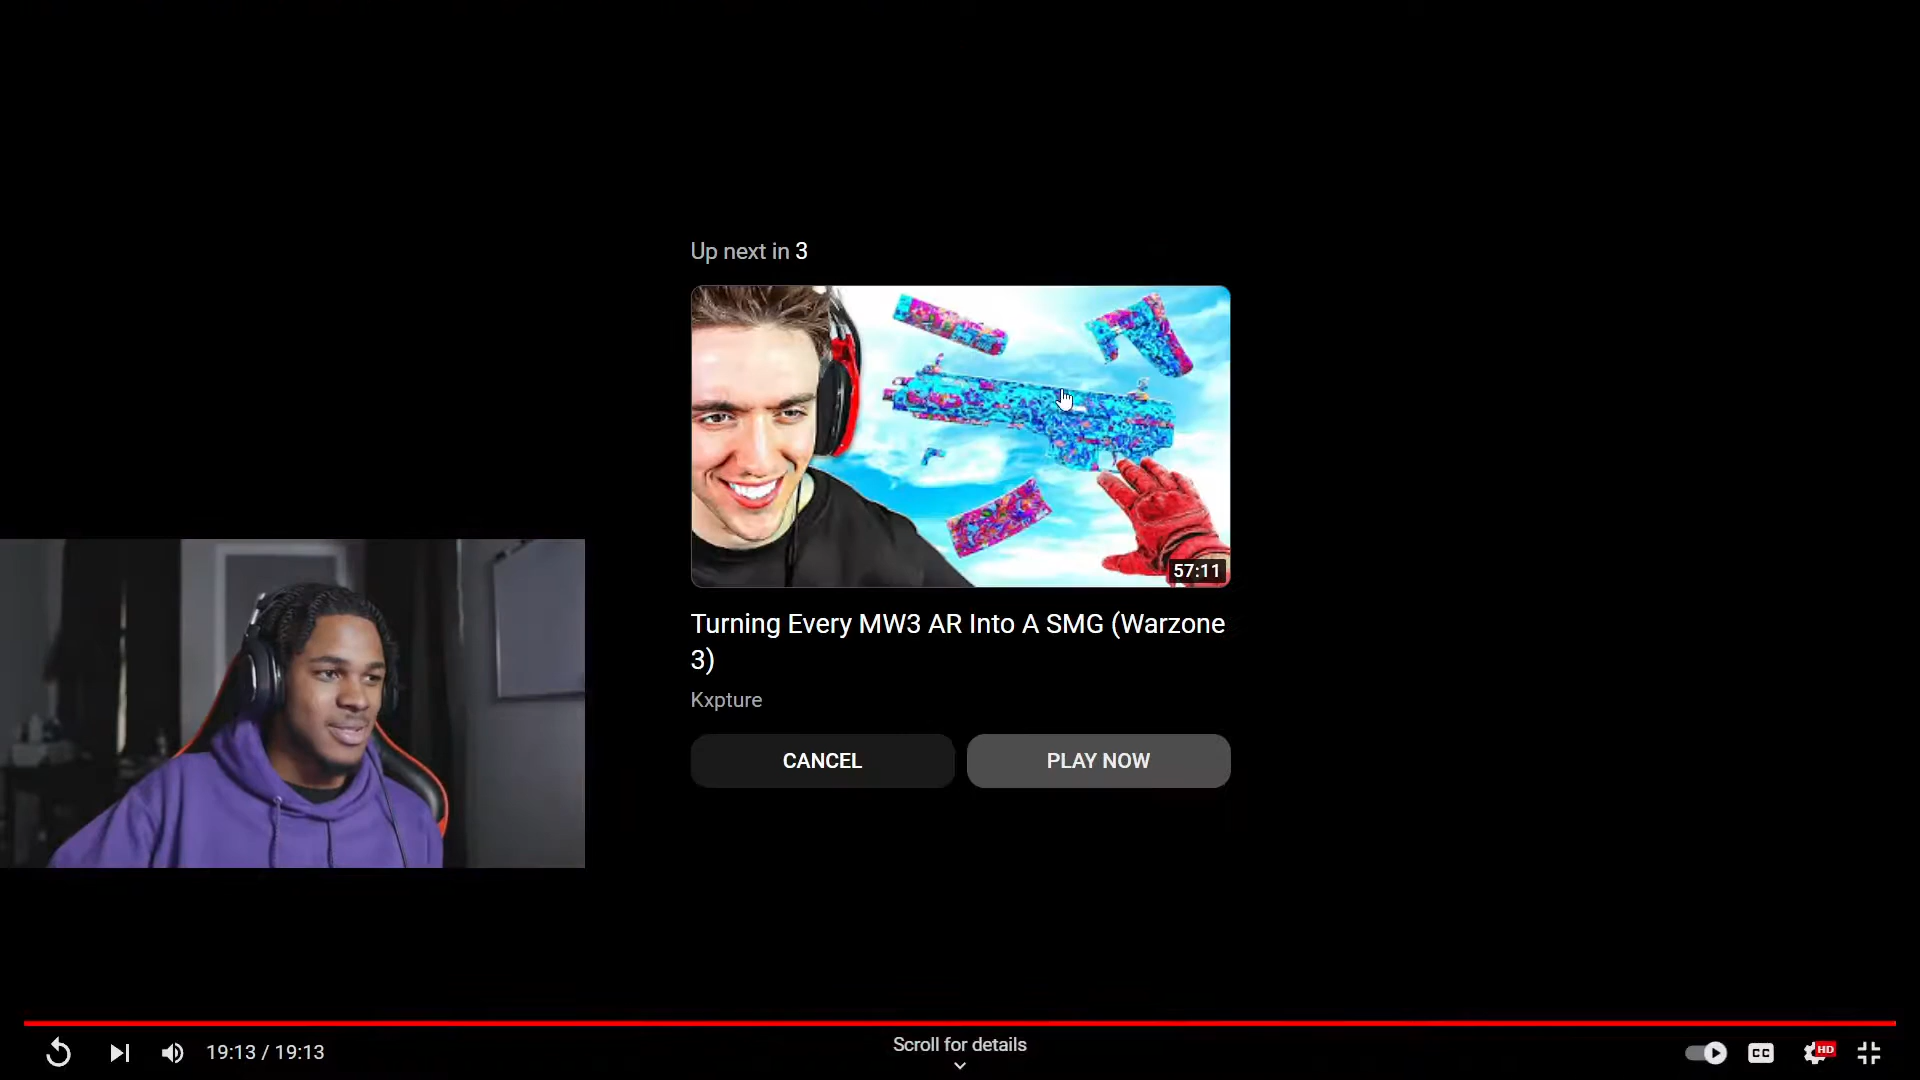 Up next in 3
57:11
Turning Every MW3 AR Into A SMG (Warzone
3)
Kxpture
CANCEL
PLAY NOW
19:13 / 19:13
Scroll for details
CC
HD